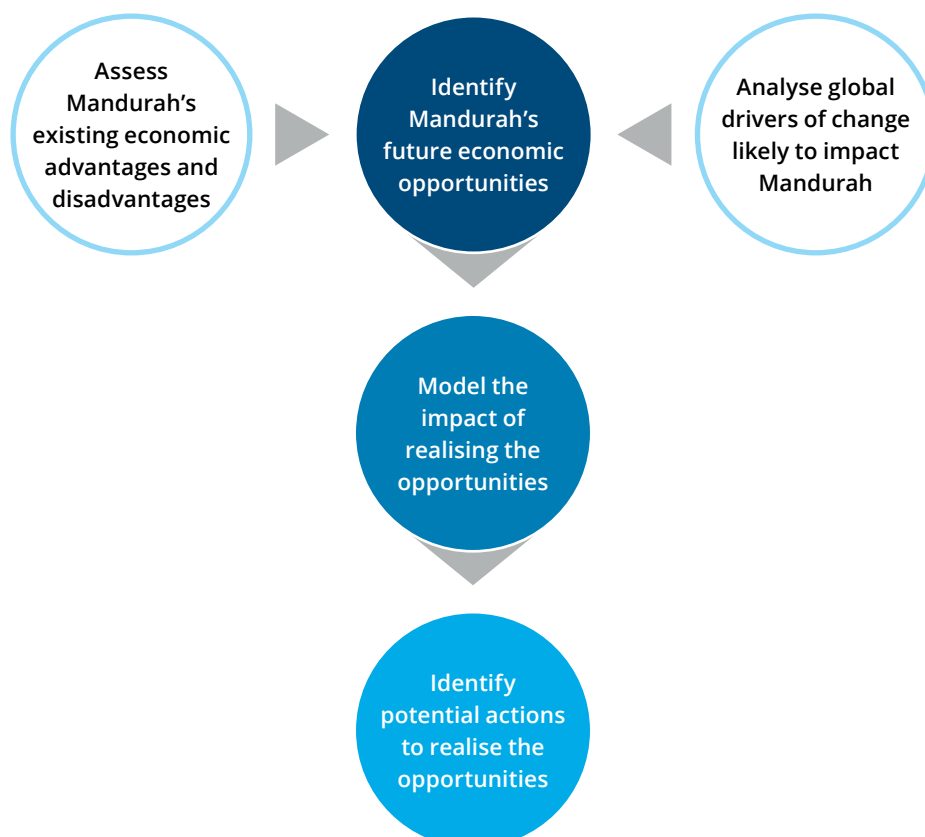 Assess
Mandurah’s
existing economic
advantages and
disadvantages
Identify
Mandurah’s
future economic
opportunities
Analyse global
drivers of change
likely to impact
Mandurah
Model the
impact of
realising the
opportunities
Identify
potential actions
to realise the
opportunities